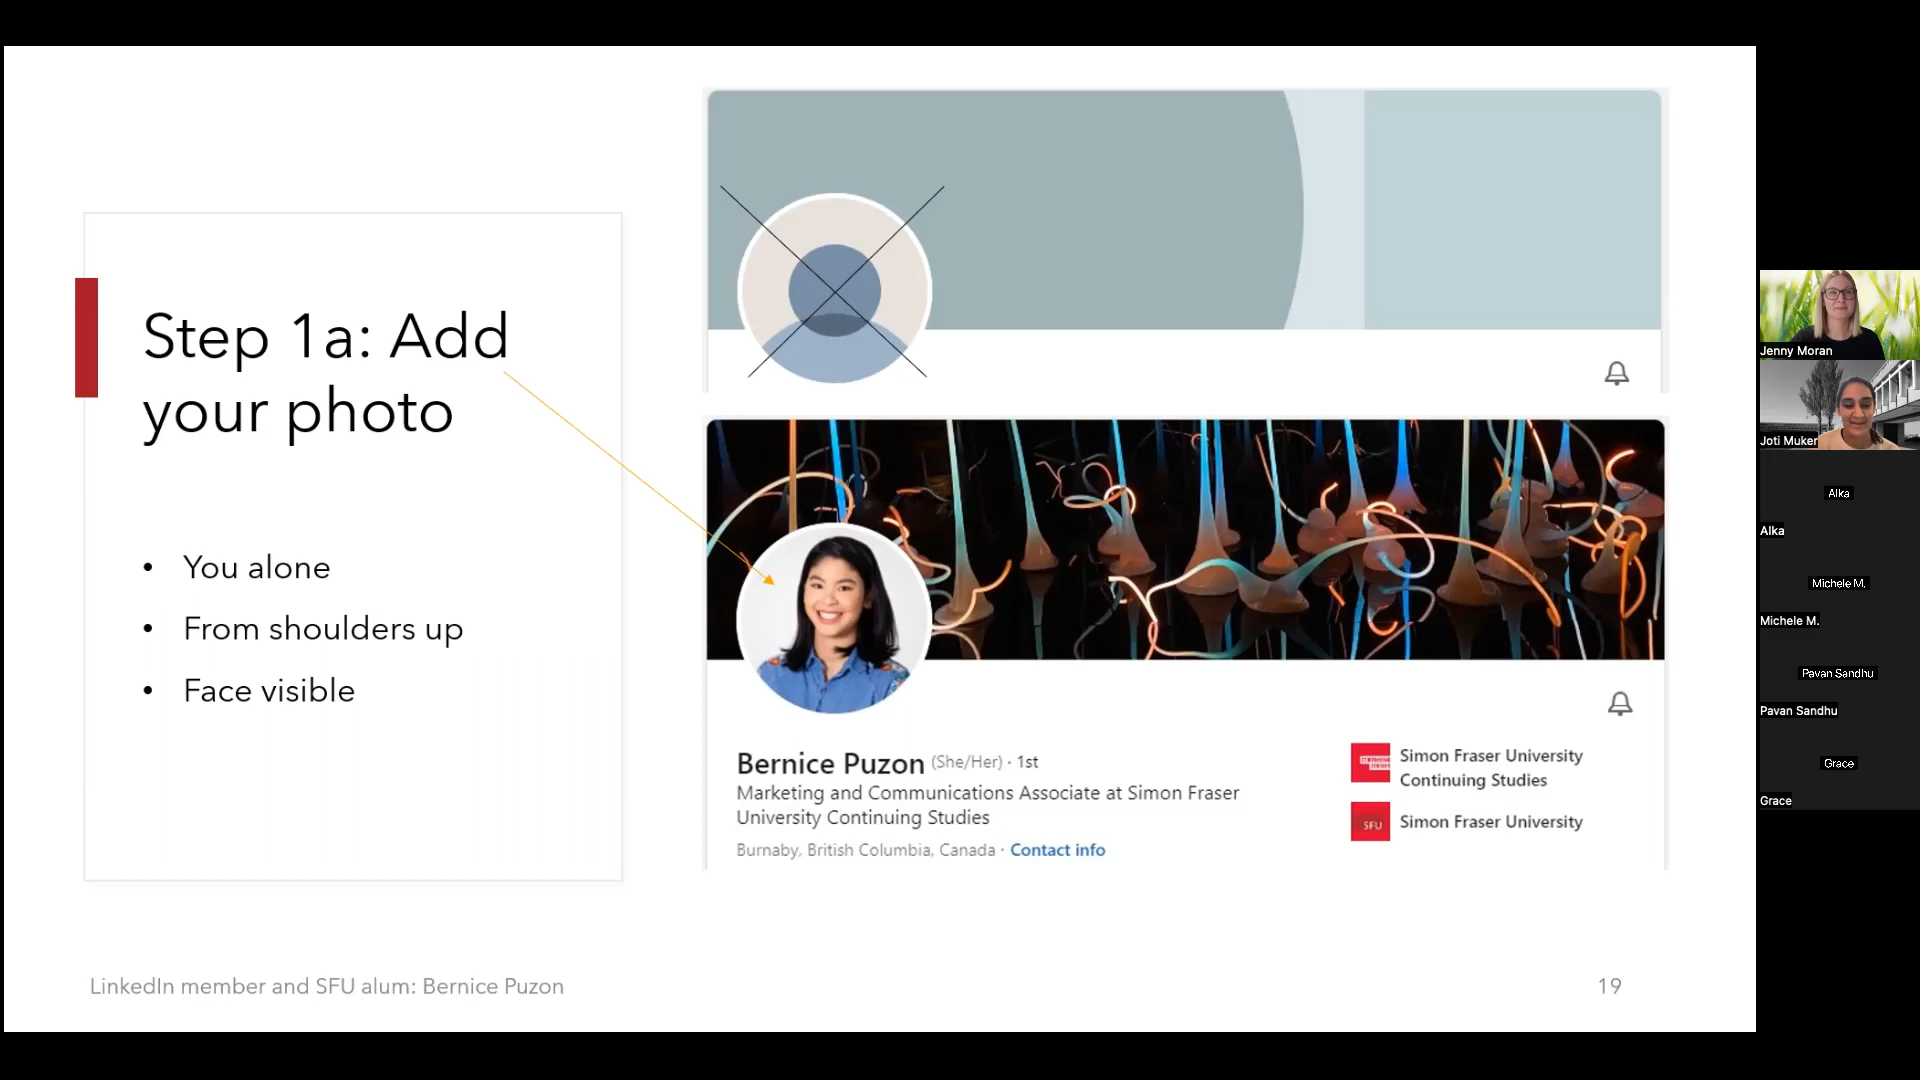 Step 1a: Add
your photo
• You alone
• From shoulders up
• Face visible
Bernice Puzon (She/Her) · 1st
Marketing and Communications Associate at Simon Fraser
University Continuing Studies
Burnaby, British Columbia, Canada · Contact info
Simon Fraser University
Continuing Studies
SFU
Simon Fraser University
LinkedIn member and SFU alum: Bernice Puzon
19
Jenny Moran
Joti Muker
Alka
Alka
Michele M.
Michele M.
Pavan Sandhu
Pavan Sandhu
Grace
Grace